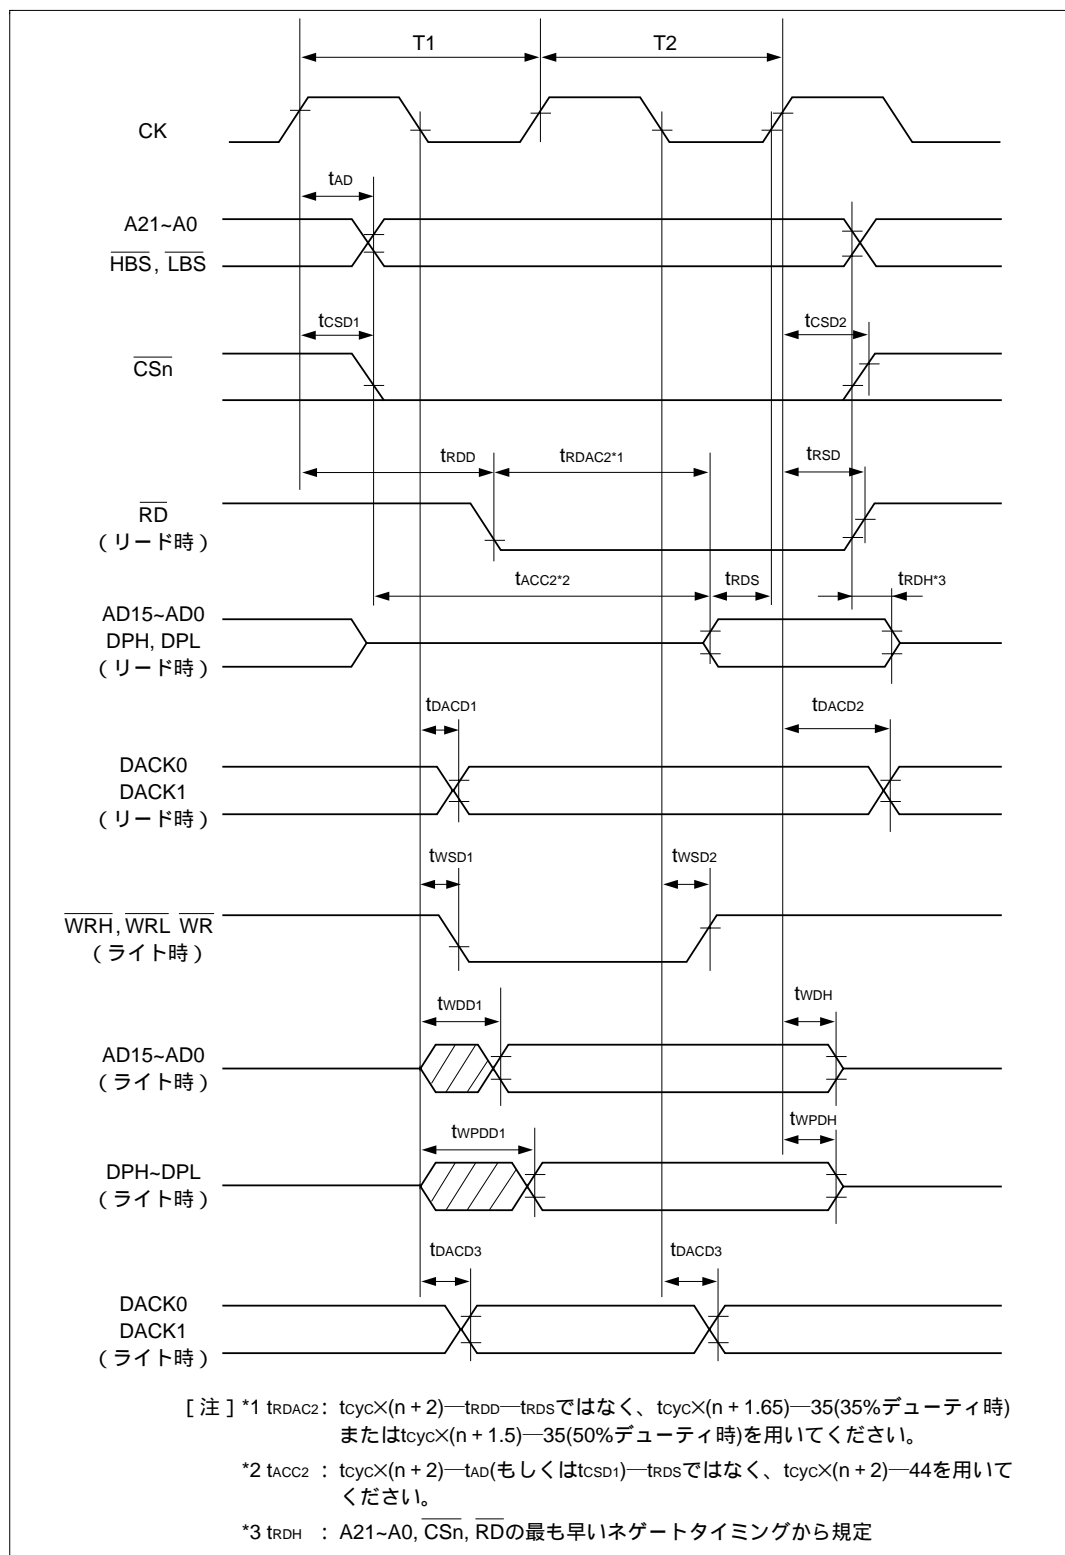 T1 T2
CK
tAD
A21~A0
HBS, LBS
tCSD1 tCSD2
CSn
tRDD tRDAC2*1 tRSD
RD
(リード時)
tACC2*2 tRDS tRDH*3
AD15~AD0
DPH, DPL
(リード時)
tDACD1 tDACD2
DACK0
DACK1
(リード時)
tWSD1 tWSD2
WRH, WRL WR
(ライト時)
tWDD1 tWDH
AD15~AD0
(ライト時)
tWPDD1 tWPDH
DPH~DPL
(ライト時)
tDACD3 tDACD3
DACK0
DACK1
(ライト時)
[注] *1 tRDAC2: tcyc×(n + 2)—tRDD—tRDSではなく、tcyc×(n + 1.65)—35(35%デューティ時)
またはtcyc×(n + 1.5)—35(50%デューティ時)を用いてください。
*2 tACC2 : tcyc×(n + 2)—tAD(もしくはtCSD1)—tRDSではなく、tcyc×(n + 2)—44を用いて
ください。
*3 tRDH : A21~A0, CSn, RDの最も早いネゲートタイミングから規定